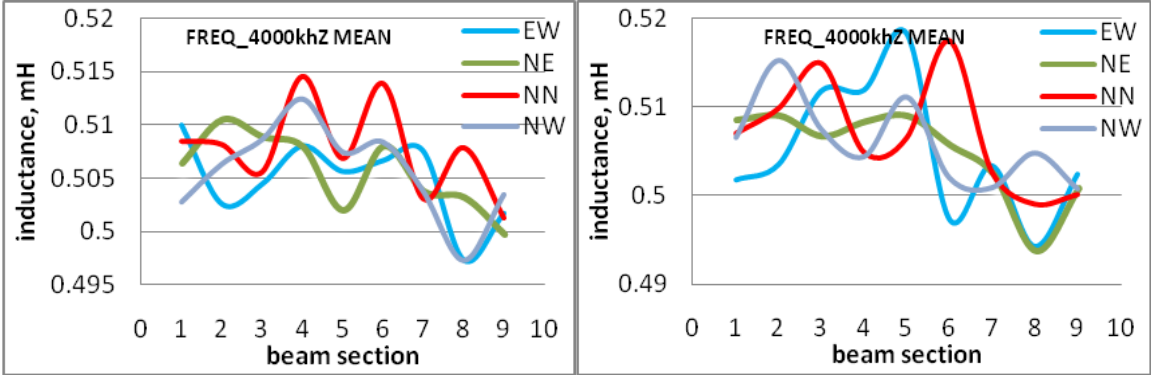 FREQ_4000khZ MEAN
inductance, mH
0.52
0.515
0.51
0.505
0.5
0.495
0 1 2 3 4 5 6 7 8 9 10
beam section
EW
NE
NN
NW
FREQ_4000khZ MEAN
inductance, mH
0.52
0.51
0.5
0.49
0 1 2 3 4 5 6 7 8 9 10
beam section
EW
NE
NN
NW